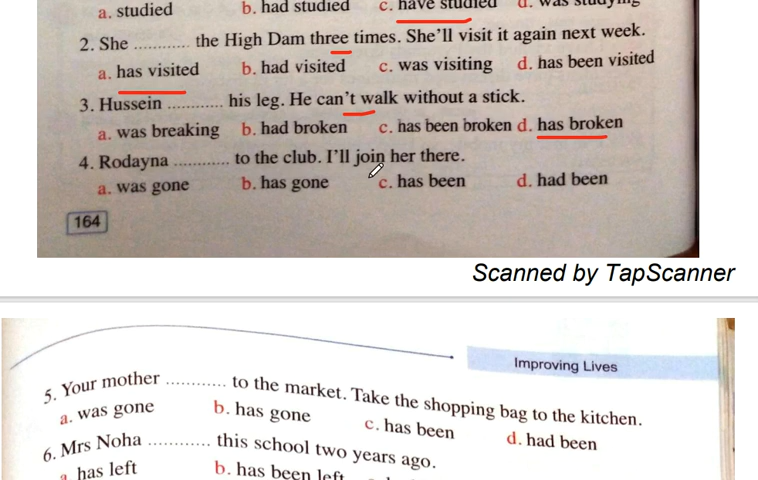 a. studied b. had studied c. have studied d. was studying
2. She ............ the High Dam three times. She'll visit it again next week.
a. has visited b. had visited c. was visiting d. has been visited
3. Hussein ............ his leg. He can't walk without a stick.
a. was breaking b. had broken c. has been broken d. has broken
4. Rodayna ............ to the club. I'll join her there.
a. was gone b. has gone c. has been d. had been
164
Scanned by TapScanner
Improving Lives
5. Your mother ............ to the market. Take the shopping bag to the kitchen.
a. was gone b. has gone c. has been d. had been
6. Mrs Noha ............ this school two years ago.
a. has left b. has been left